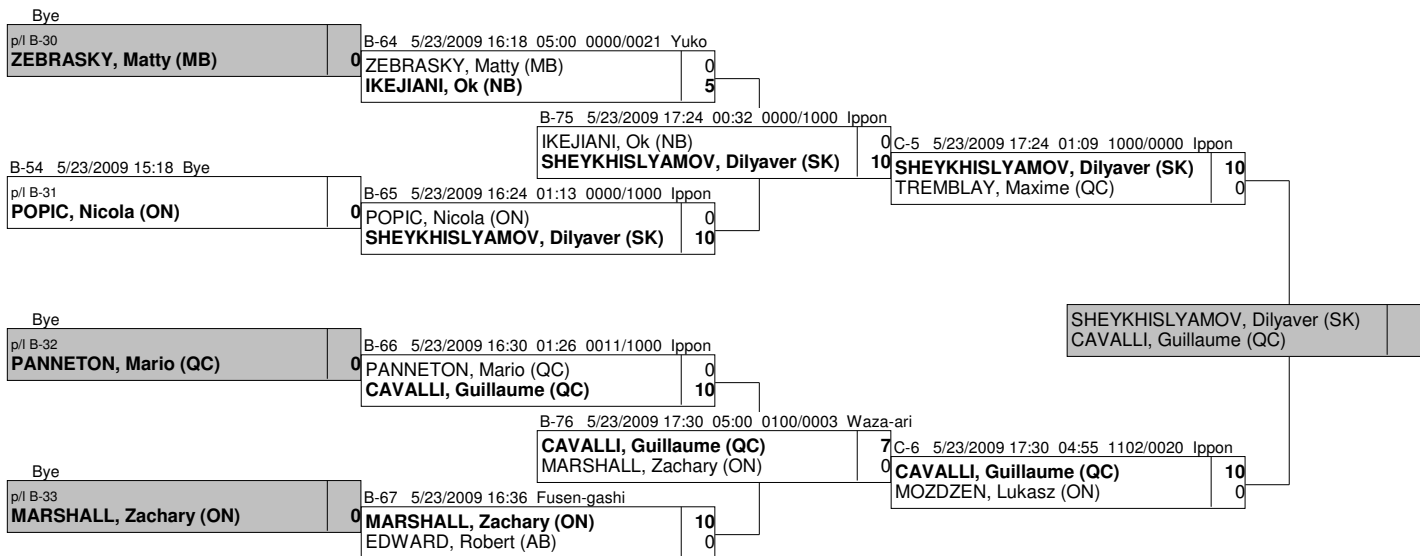 Bye
p/l B-30
ZEBRASKY, Matty (MB) 0
B-64 5/23/2009 16:18 05:00 0000/0021 Yuko
ZEBRASKY, Matty (MB) 0
IKEJIANI, Ok (NB) 5
B-75 5/23/2009 17:24 00:32 0000/1000 Ippon
IKEJIANI, Ok (NB) 0
SHEYKHISLYAMOV, Dilyaver (SK) 10
C-5 5/23/2009 17:24 01:09 1000/0000 Ippon
SHEYKHISLYAMOV, Dilyaver (SK) 10
TREMBLAY, Maxime (QC) 0
B-54 5/23/2009 15:18 Bye
p/l B-31
POPIC, Nicola (ON) 0
B-65 5/23/2009 16:24 01:13 0000/1000 Ippon
POPIC, Nicola (ON) 0
SHEYKHISLYAMOV, Dilyaver (SK) 10
SHEYKHISLYAMOV, Dilyaver (SK)
CAVALLI, Guillaume (QC)
Bye
p/l B-32
PANNETON, Mario (QC) 0
B-66 5/23/2009 16:30 01:26 0011/1000 Ippon
PANNETON, Mario (QC) 0
CAVALLI, Guillaume (QC) 10
B-76 5/23/2009 17:30 05:00 0100/0003 Waza-ari
CAVALLI, Guillaume (QC) 7
MARSHALL, Zachary (ON) 0
C-6 5/23/2009 17:30 04:55 1102/0020 Ippon
CAVALLI, Guillaume (QC) 10
MOZDZEN, Lukasz (ON) 0
Bye
p/l B-33
MARSHALL, Zachary (ON) 0
B-67 5/23/2009 16:36 Fusen-gashi
MARSHALL, Zachary (ON) 10
EDWARD, Robert (AB) 0